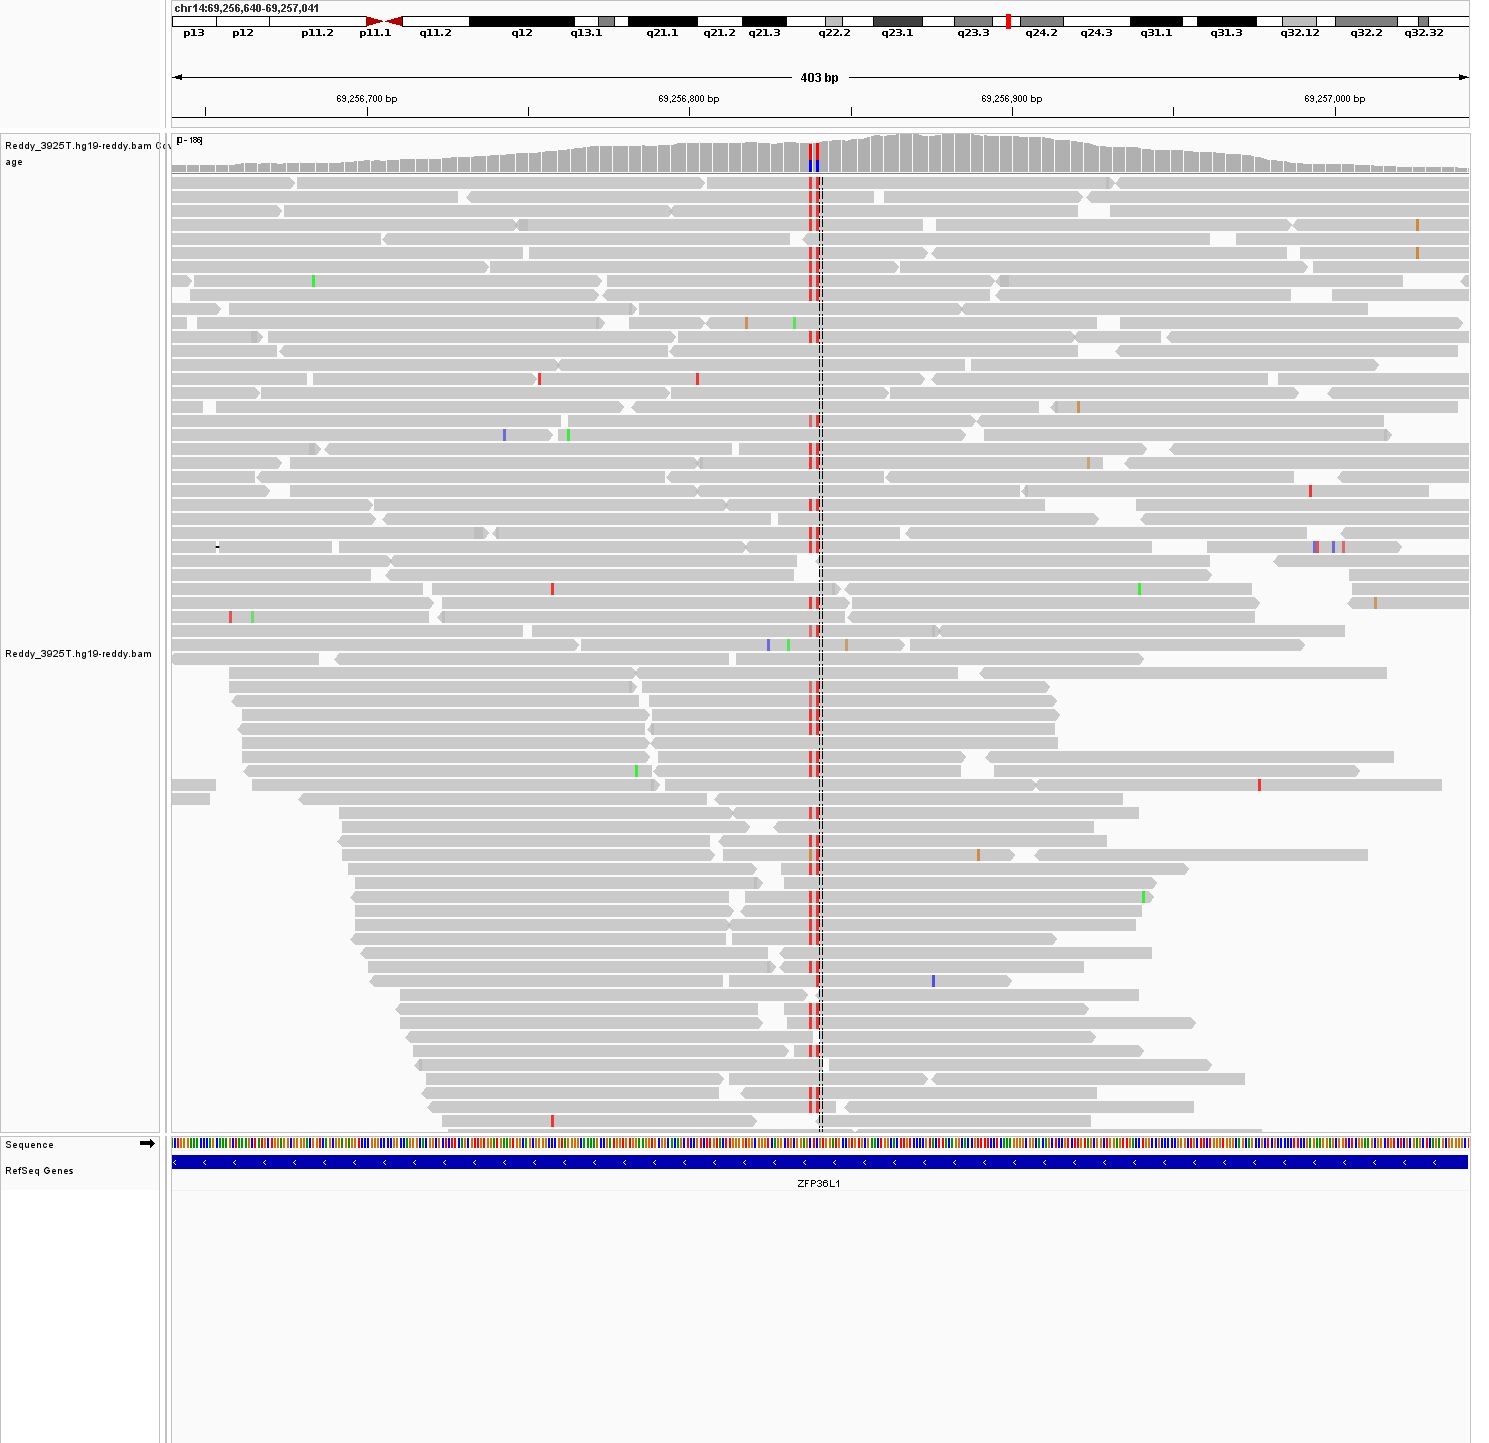 chr14:69,256,640-69,257,041
p13 p12 p11.2 p11.1 q11.2 q12 q13.1 q21.1 q21.2 q21.3 q22.2 q23.1 q23.3 q24.2 q24.3 q31.1 q31.3 q32.12 q32.2 q32.32
403 bp
69,256,700 bp 69,256,800 bp 69,256,900 bp 69,257,000 bp
Reddy_3925T.hg19-reddy.bam Cov
age
[0 - 186]
Reddy_3925T.hg19-reddy.bam
Sequence
RefSeq Genes
ZFP36L1